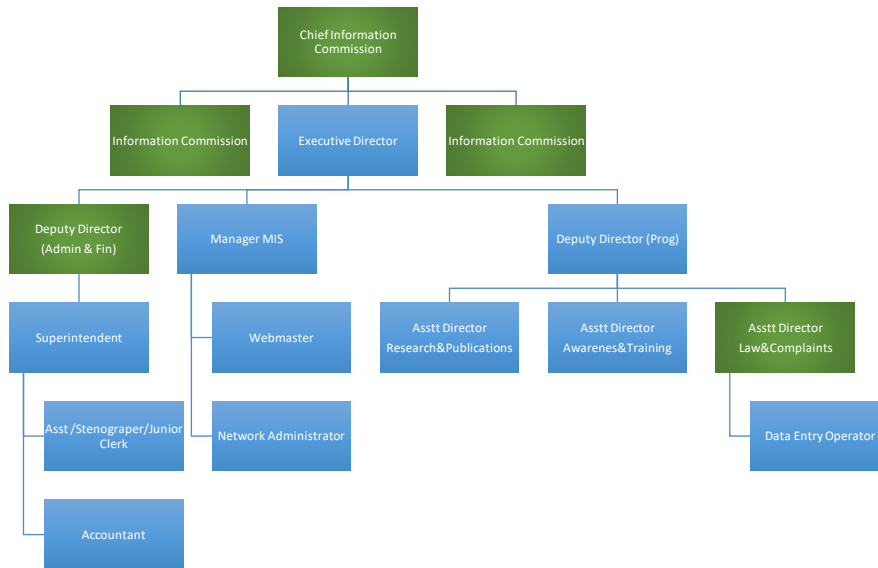 Chief Information
Commission
Information Commission
Executive Director
Information Commission
Deputy Director
(Admin & Fin)
Manager MIS
Deputy Director (Prog)
Superintendent
Webmaster
Asstt Director
Research&Publications
Asstt Director
Awarenes&Training
Asstt Director
Law&Complaints
Asst /Stenograper/Junior
Clerk
Network Administrator
Data Entry Operator
Accountant